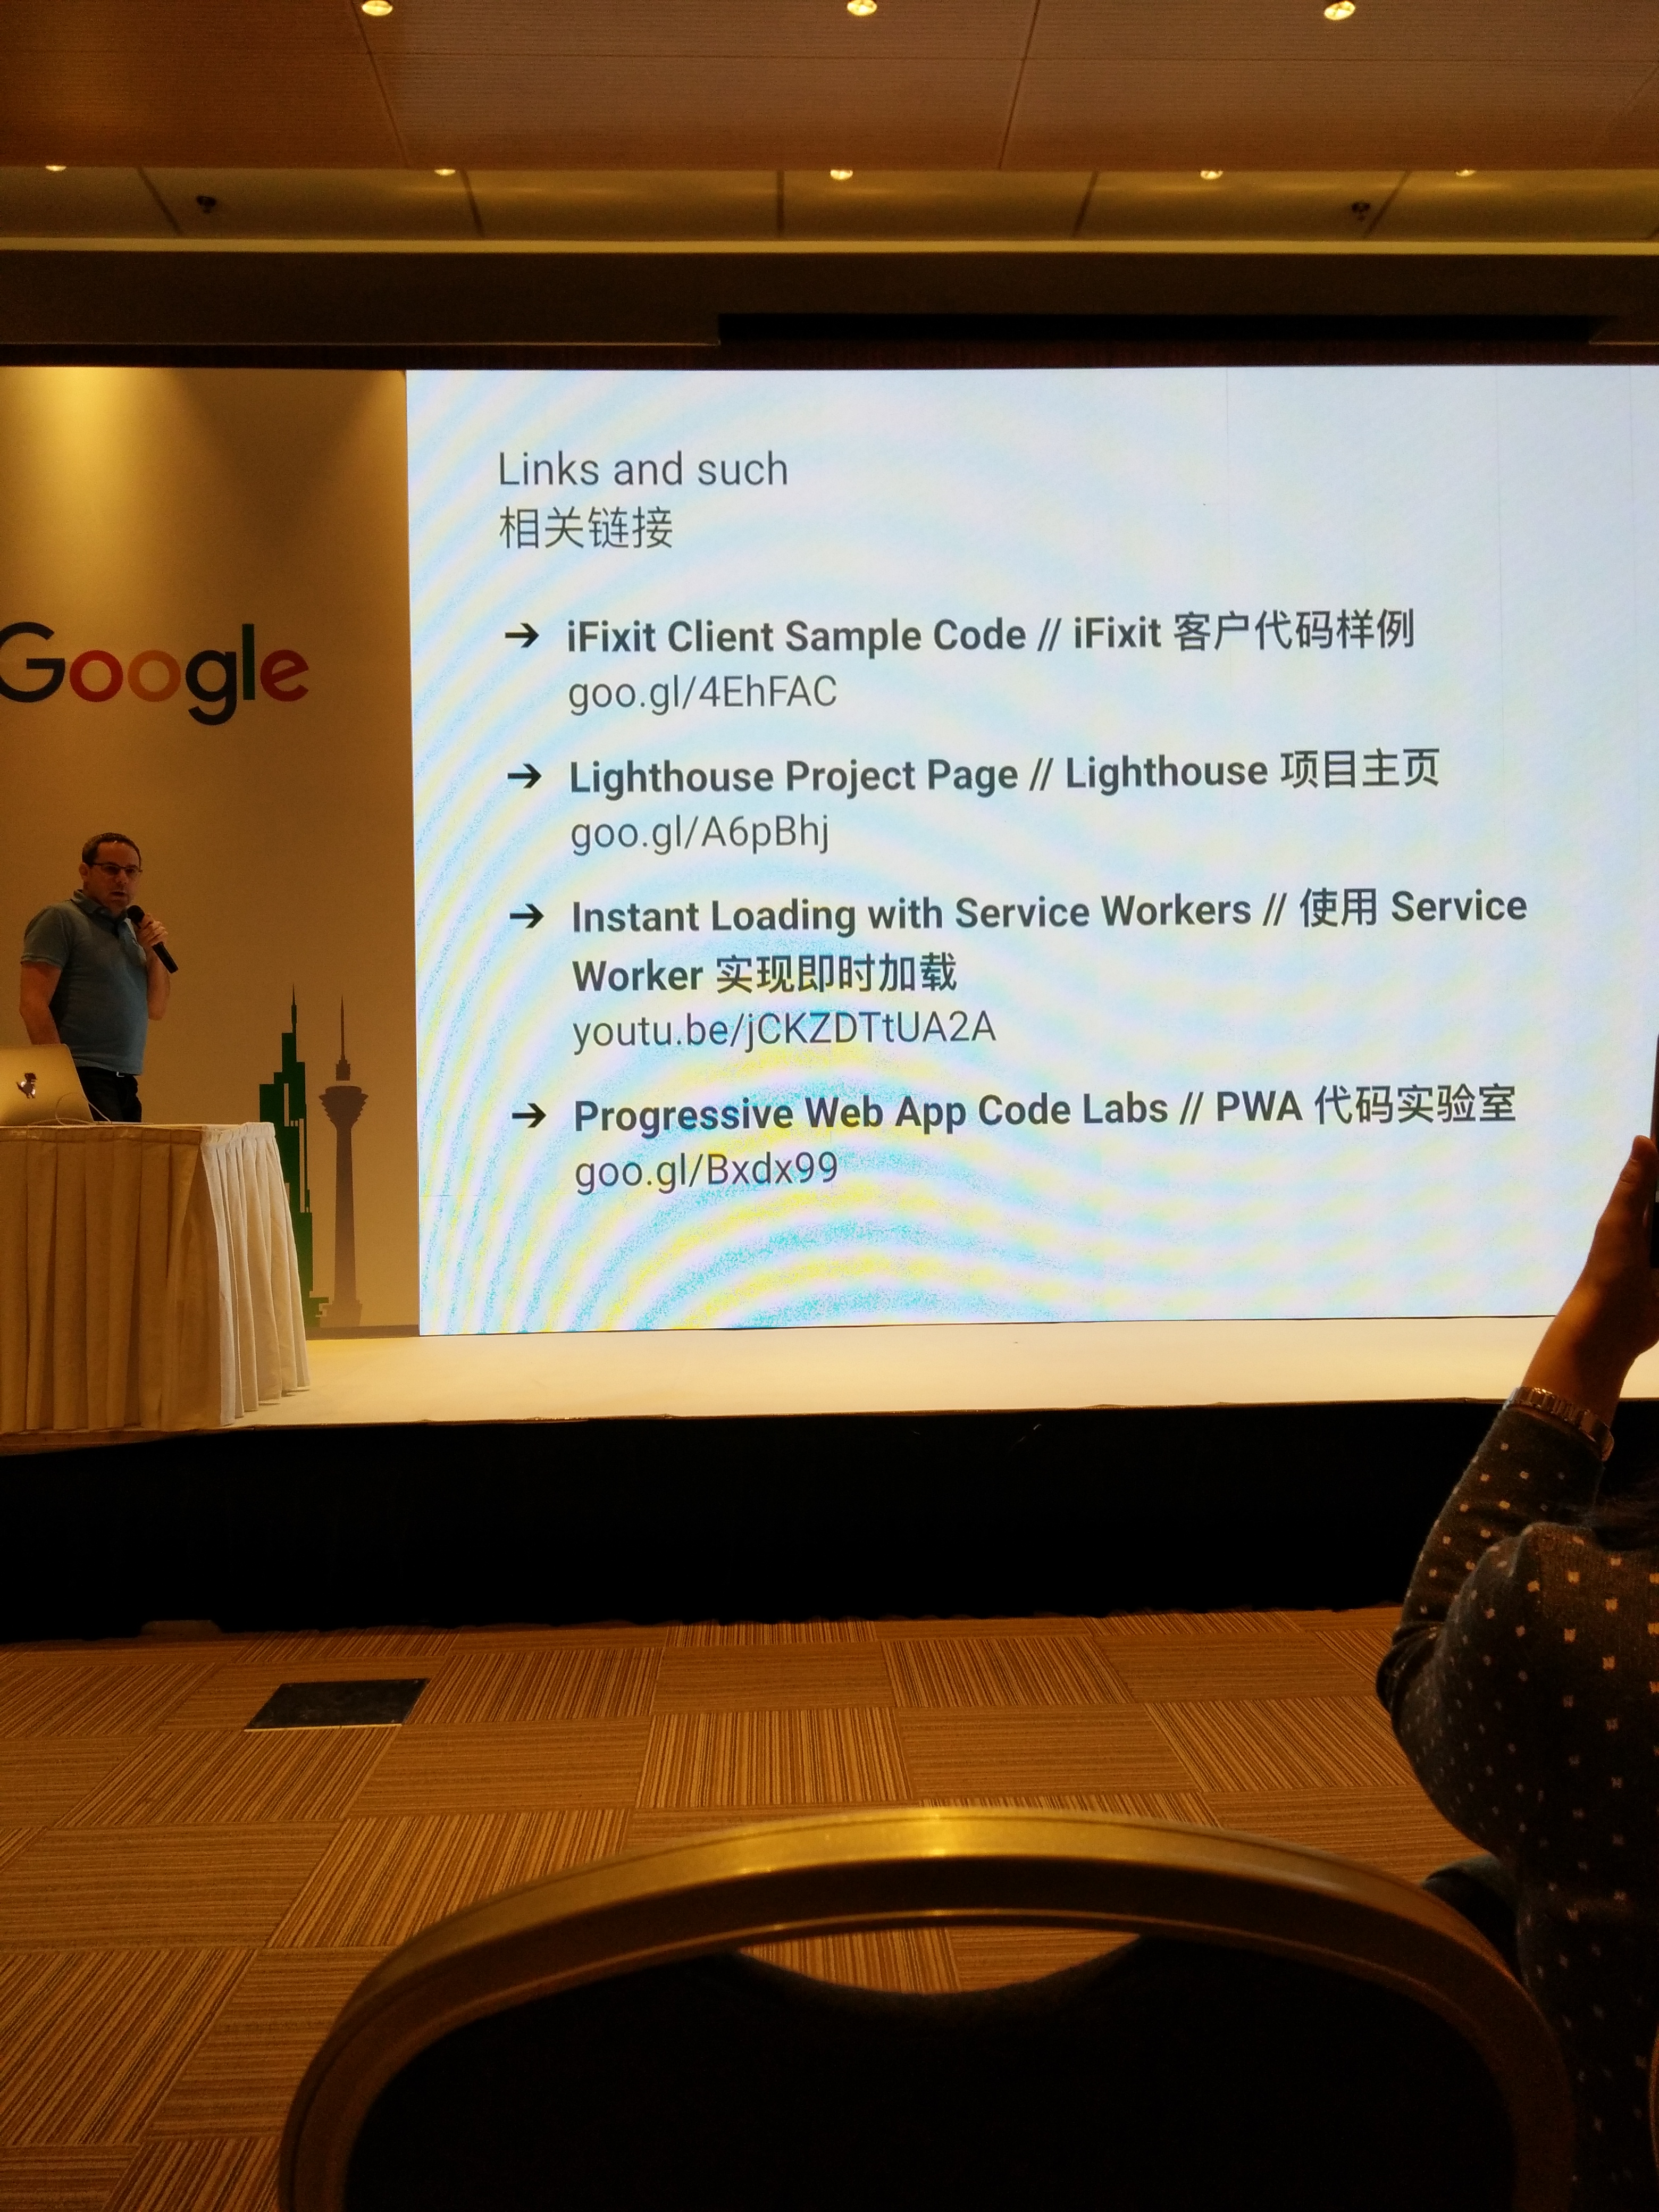 Google
Links and such
相关链接
➔ iFixit Client Sample Code // iFixit 客户代码样例
goo.gl/4EhFAC
➔ Lighthouse Project Page // Lighthouse 项目主页
goo.gl/A6pBhj
➔ Instant Loading with Service Workers // 使用 Service
Worker 实现即时加载
youtu.be/jCKZDTtUA2A
➔ Progressive Web App Code Labs // PWA 代码实验室
goo.gl/Bxdx99